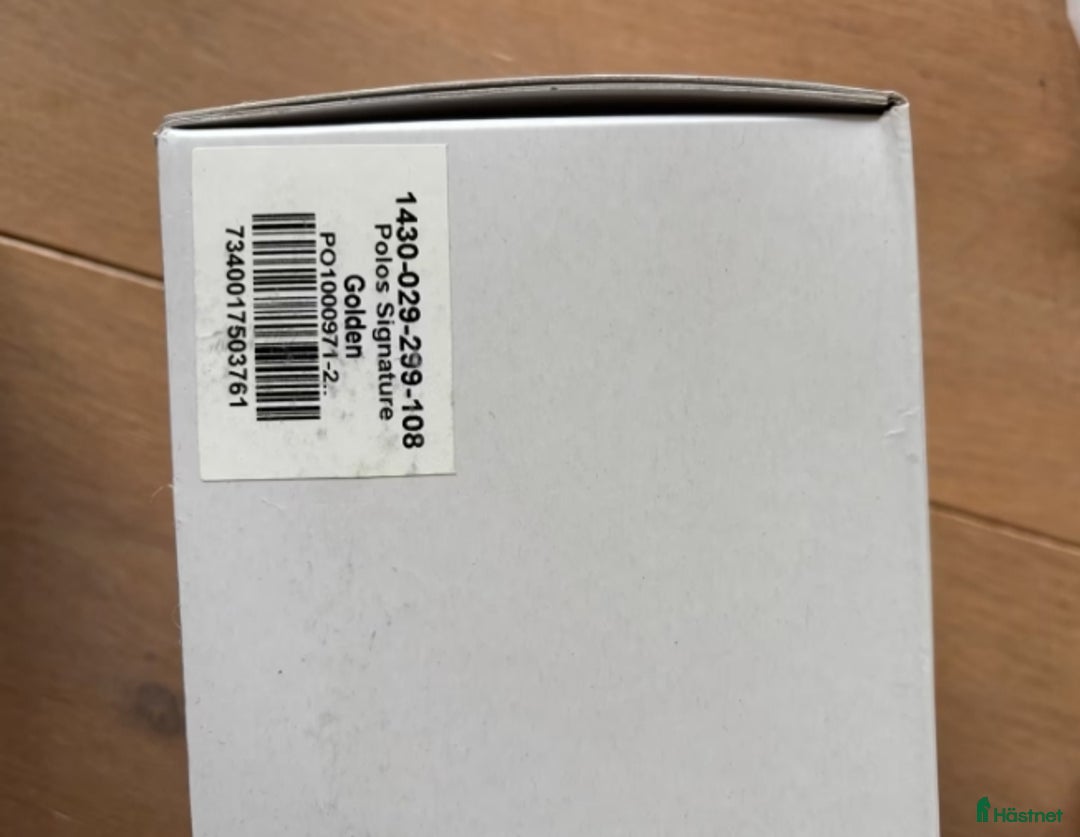 1430-029-299-108
Polos Signature
Golden
PO1000971-2..
7340017503761
Hästnet